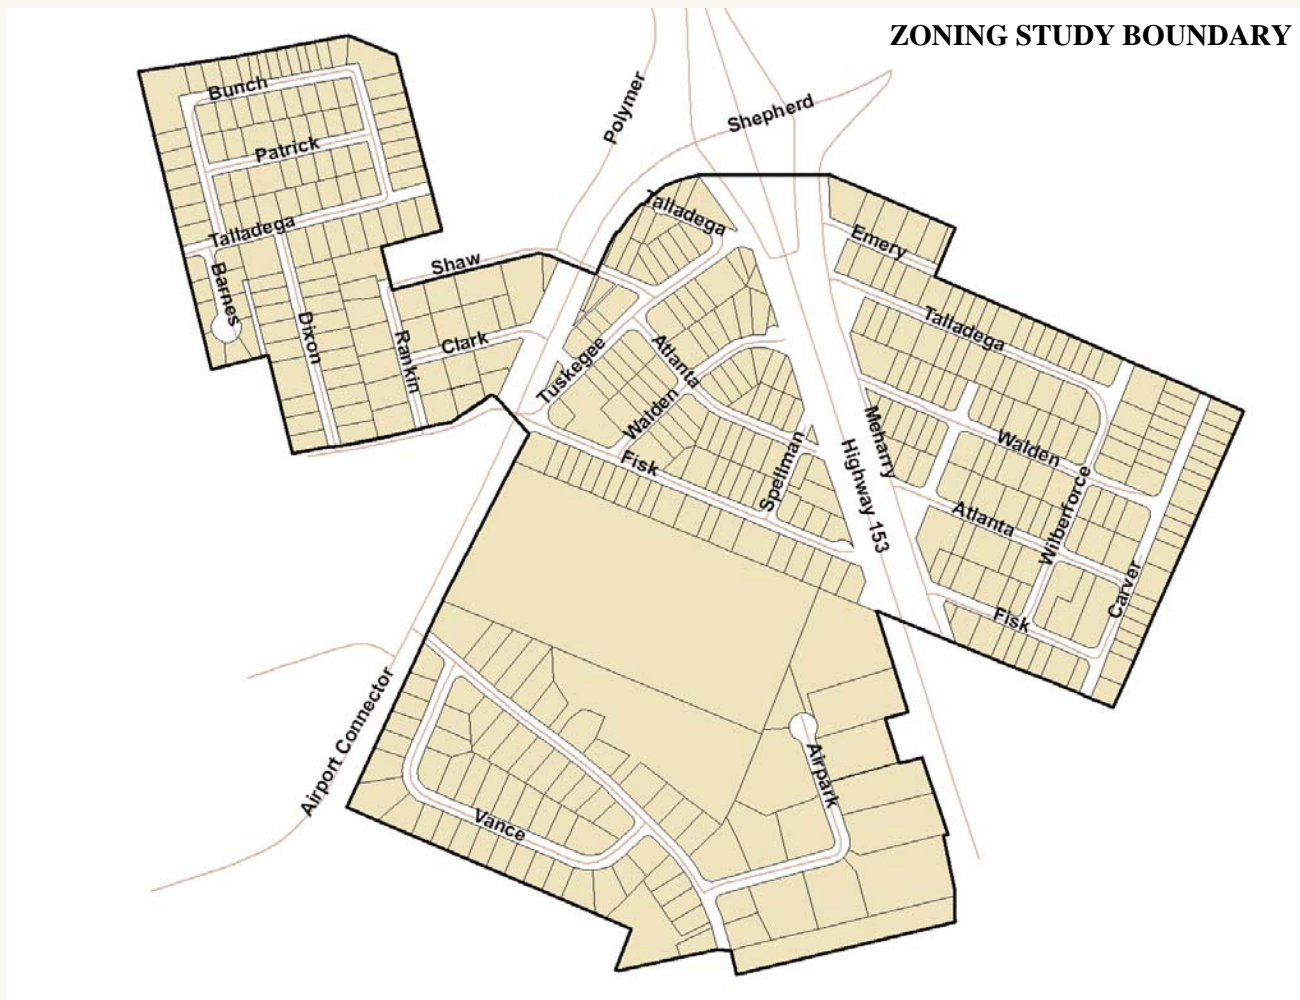 ZONING STUDY BOUNDARY
Bunch
Polymer
Shepherd
Patrick
Talladega
Talladega
Emery
Shaw
Barnes
Dixon
Rankin
Clark
Tuskegee
Atlanta
Talladega
Walden
Fisk
Spellman
Highway 153
Meharry
Walden
Atlanta
Wilberforce
Carver
Fisk
Airport Connector
Airpark
Vance